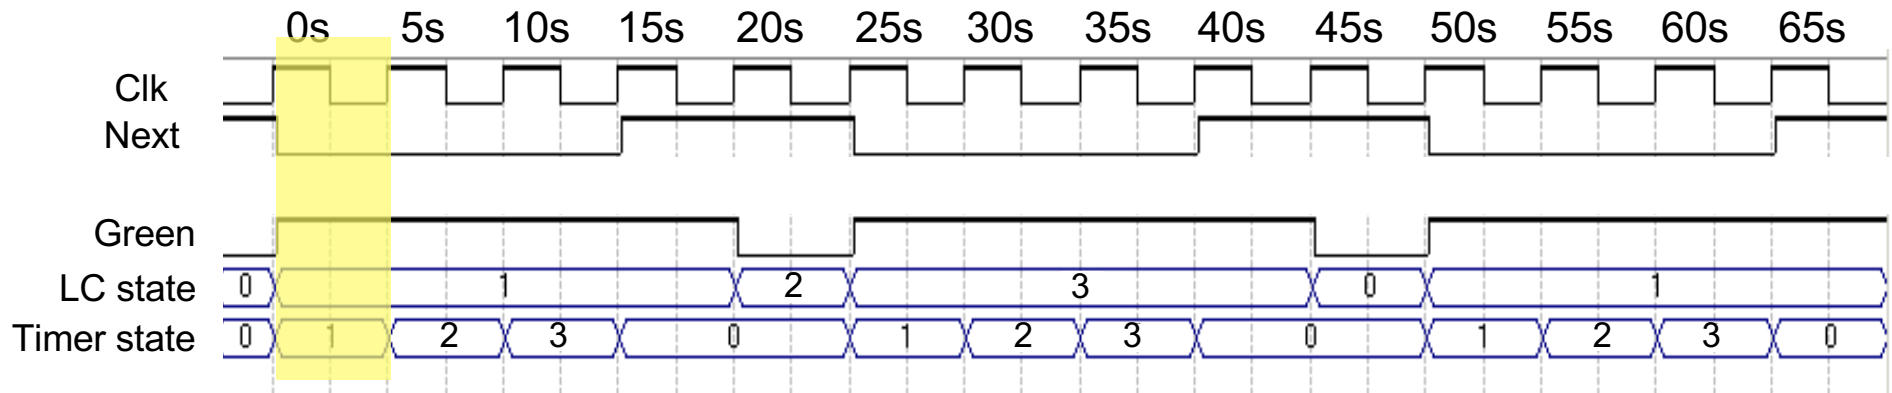 0s 5s 10s 15s 20s 25s 30s 35s 40s 45s 50s 55s 60s 65s
Clk
Next
Green
LC state 0 1 2 3 0 1
Timer state 0 1 2 3 0 1 2 3 0 1 2 3 0